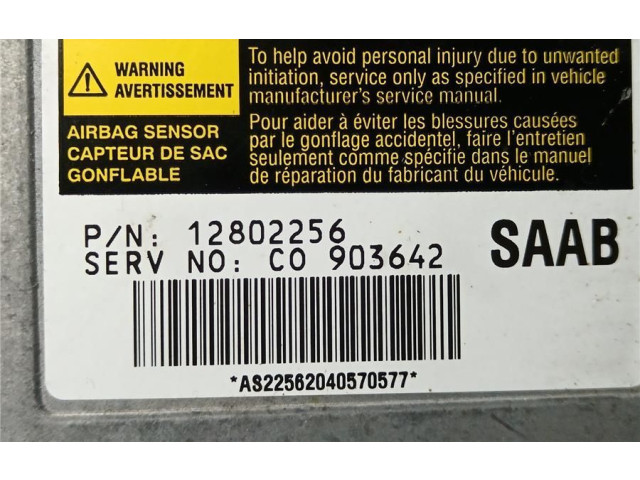 WARNING
AVERTISSEMENT
To help avoid personal injury due to unwanted
initiation, service only as specified in vehicle
manufacturer's service manual.
AIRBAG SENSOR
CAPTEUR DE SAC
GONFLABLE
Pour aider à éviter les blessures causées
par le gonflage accidentel, faire l'entretien
seulement comme spécifie dans le manuel
de réparation du fabricant du véhicule.
P/N: 12802256
SERV NO: CO 903642
SAAB
*AS22562040570577*